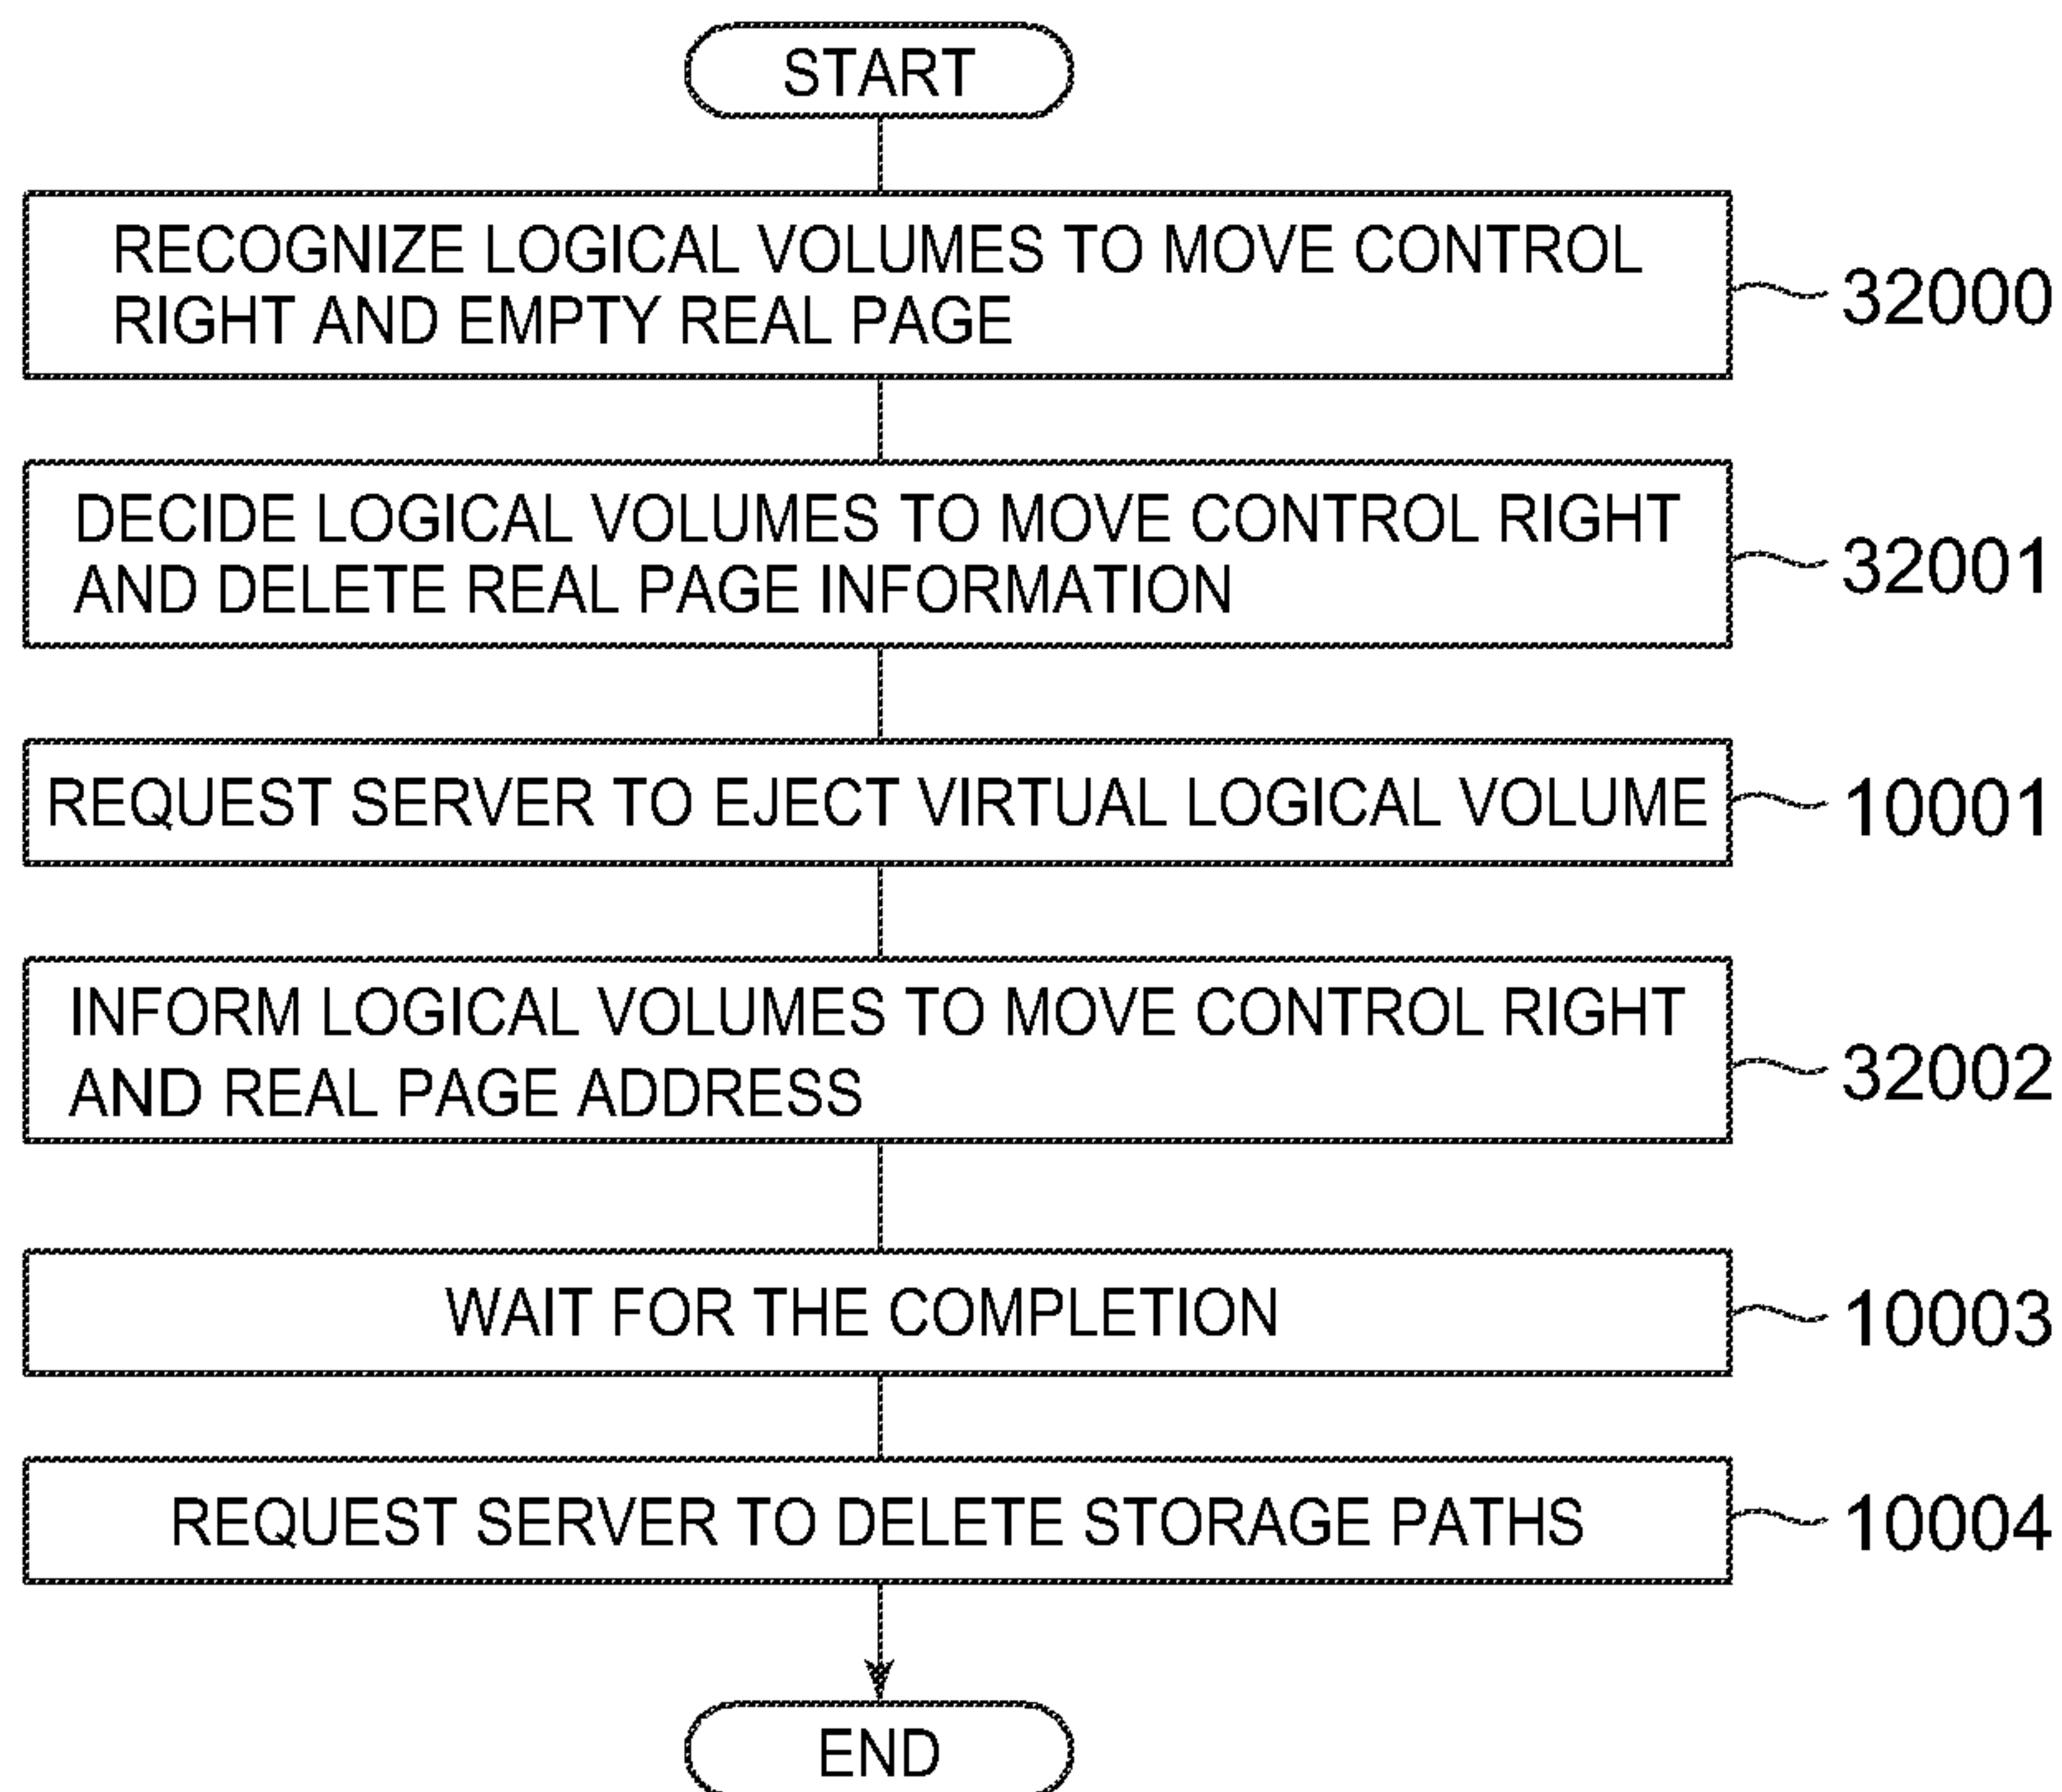 START
RECOGNIZE LOGICAL VOLUMES TO MOVE CONTROL
RIGHT AND EMPTY REAL PAGE
32000
DECIDE LOGICAL VOLUMES TO MOVE CONTROL RIGHT
AND DELETE REAL PAGE INFORMATION
32001
REQUEST SERVER TO EJECT VIRTUAL LOGICAL VOLUME
10001
INFORM LOGICAL VOLUMES TO MOVE CONTROL RIGHT
AND REAL PAGE ADDRESS
32002
WAIT FOR THE COMPLETION
10003
REQUEST SERVER TO DELETE STORAGE PATHS
10004
END